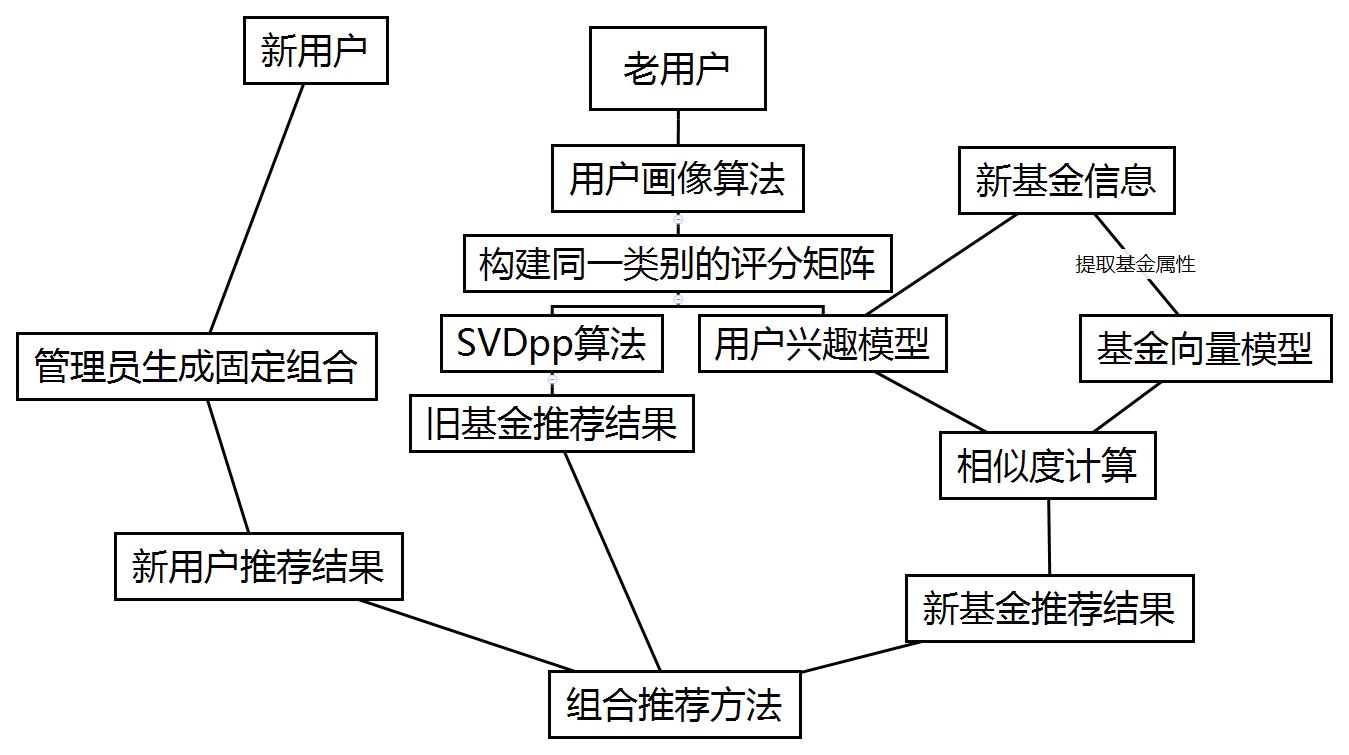 新用户
老用户
用户画像算法
新基金信息
构建同一类别的评分矩阵
提取基金属性
SVDpp算法
用户兴趣模型
基金向量模型
管理员生成固定组合
旧基金推荐结果
相似度计算
新用户推荐结果
新基金推荐结果
组合推荐方法